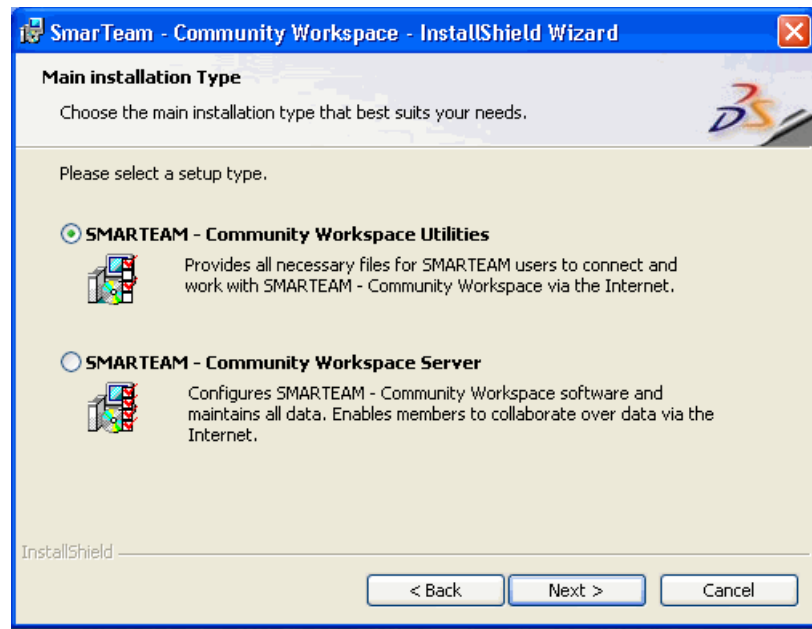 SmarTeam - Community Workspace - InstallShield Wizard
Main installation Type
Choose the main installation type that best suits your needs.
Please select a setup type.
SMARTEAM - Community Workspace Utilities
Provides all necessary files for SMARTEAM users to connect and
work with SMARTEAM - Community Workspace via the Internet.
SMARTEAM - Community Workspace Server
Configures SMARTEAM - Community Workspace software and
maintains all data. Enables members to collaborate over data via the
Internet.
InstallShield
< Back Next > Cancel